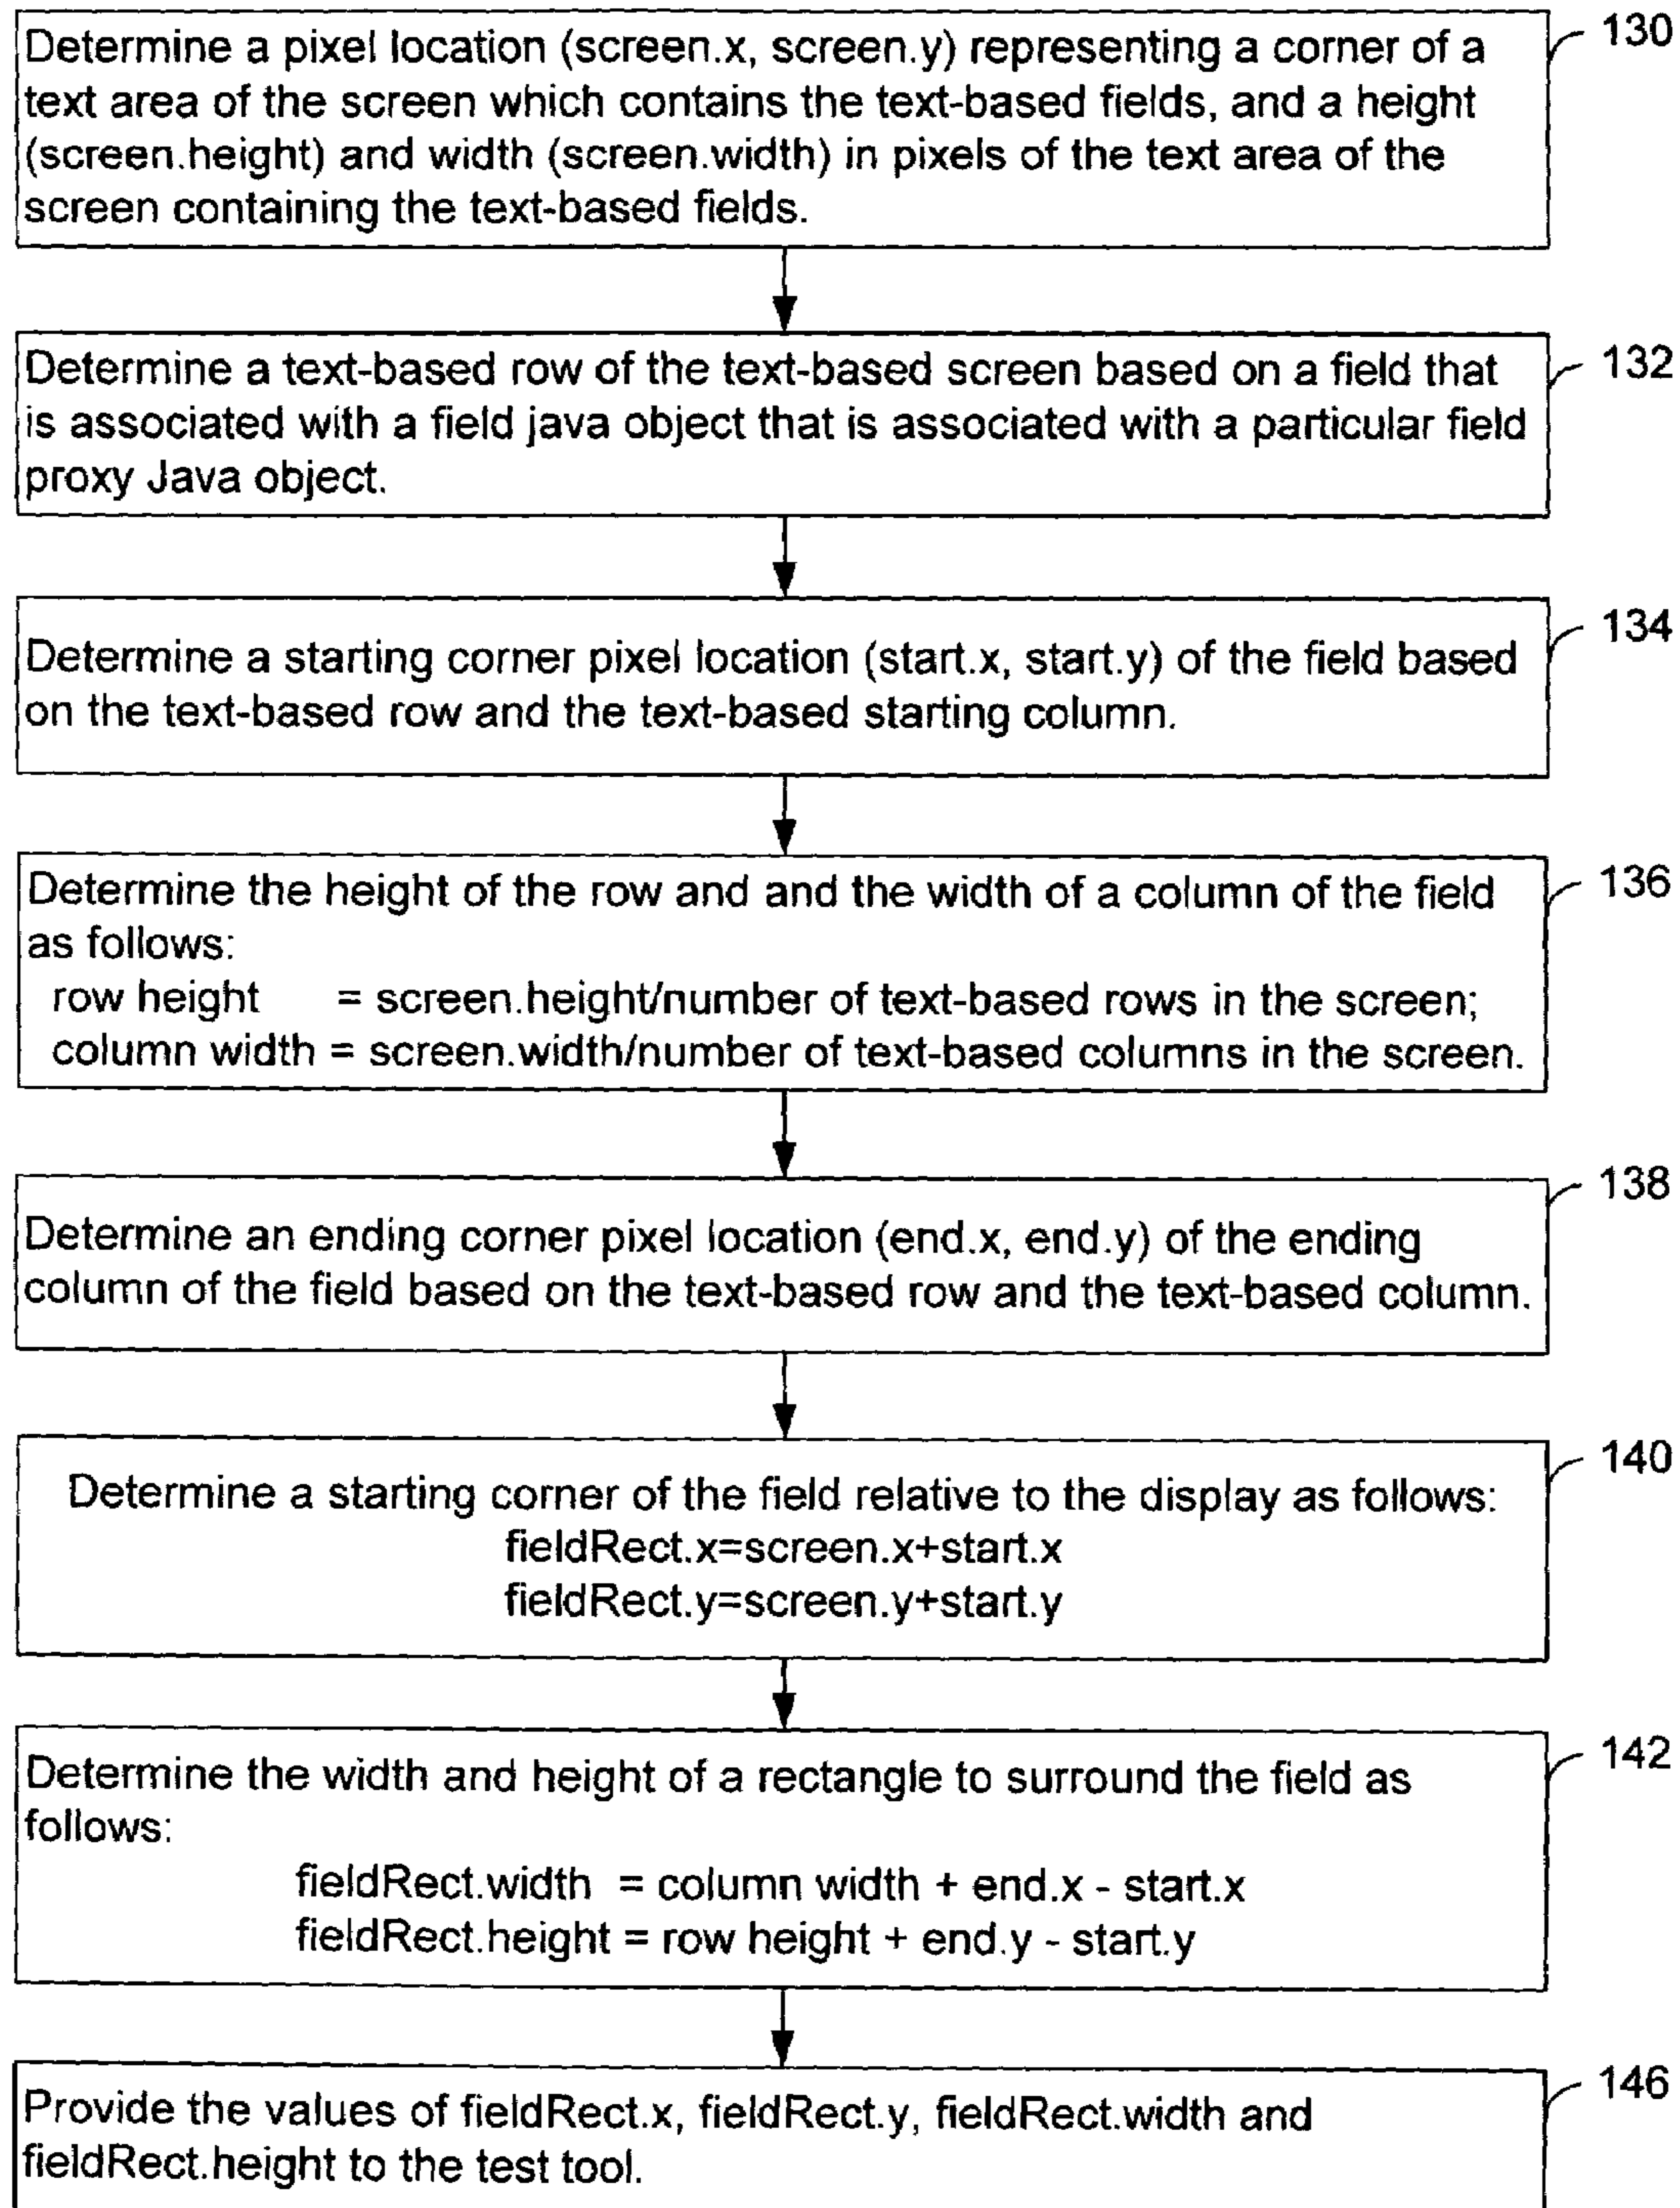 Determine a pixel location (screen.x, screen.y) representing a corner of a
text area of the screen which contains the text-based fields, and a height
(screen.height) and width (screen.width) in pixels of the text area of the
screen containing the text-based fields.
130
Determine a text-based row of the text-based screen based on a field that
is associated with a field java object that is associated with a particular field
proxy Java object.
132
Determine a starting corner pixel location (start.x, start.y) of the field based
on the text-based row and the text-based starting column.
134
Determine the height of the row and and the width of a column of the field
as follows:
row height = screen.height/number of text-based rows in the screen;
column width = screen.width/number of text-based columns in the screen.
136
Determine an ending corner pixel location (end.x, end.y) of the ending
column of the field based on the text-based row and the text-based column.
138
Determine a starting corner of the field relative to the display as follows:
fieldRect.x=screen.x+start.x
fieldRect.y=screen.y+start.y
140
Determine the width and height of a rectangle to surround the field as
follows:
fieldRect.width = column width + end.x - start.x
fieldRect.height = row height + end.y - start.y
142
Provide the values of fieldRect.x, fieldRect.y, fieldRect.width and
fieldRect.height to the test tool.
146